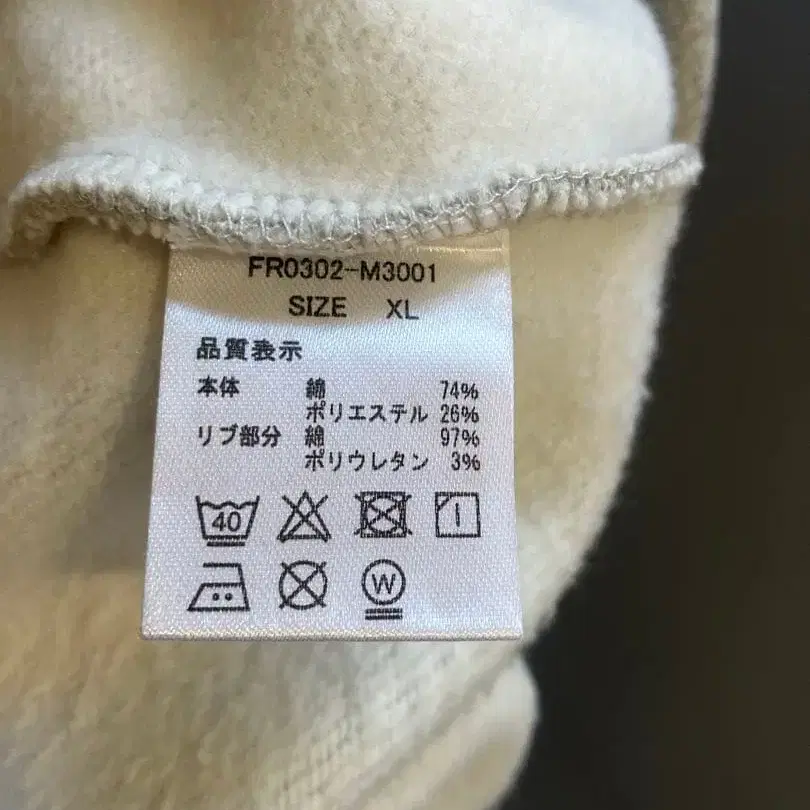 FR0302-M3001
SIZE XL
品質表示
本体 綿 74%
ポリエステル 26%
リブ部分 綿 97%
ポリウレタン 3%
40
W